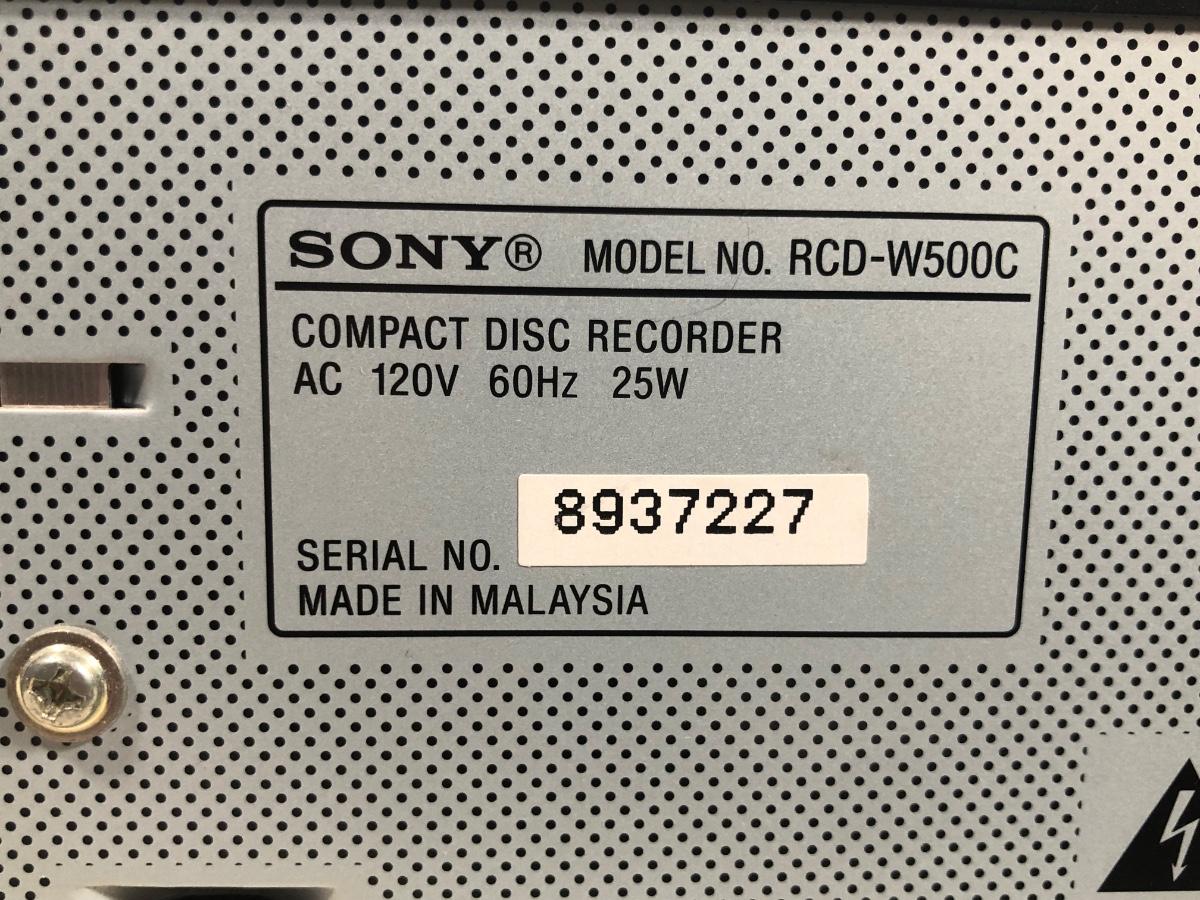 SONY® MODEL NO. RCD-W500C
COMPACT DISC RECORDER
AC 120V 60Hz 25W
8937227
SERIAL NO.
MADE IN MALAYSIA